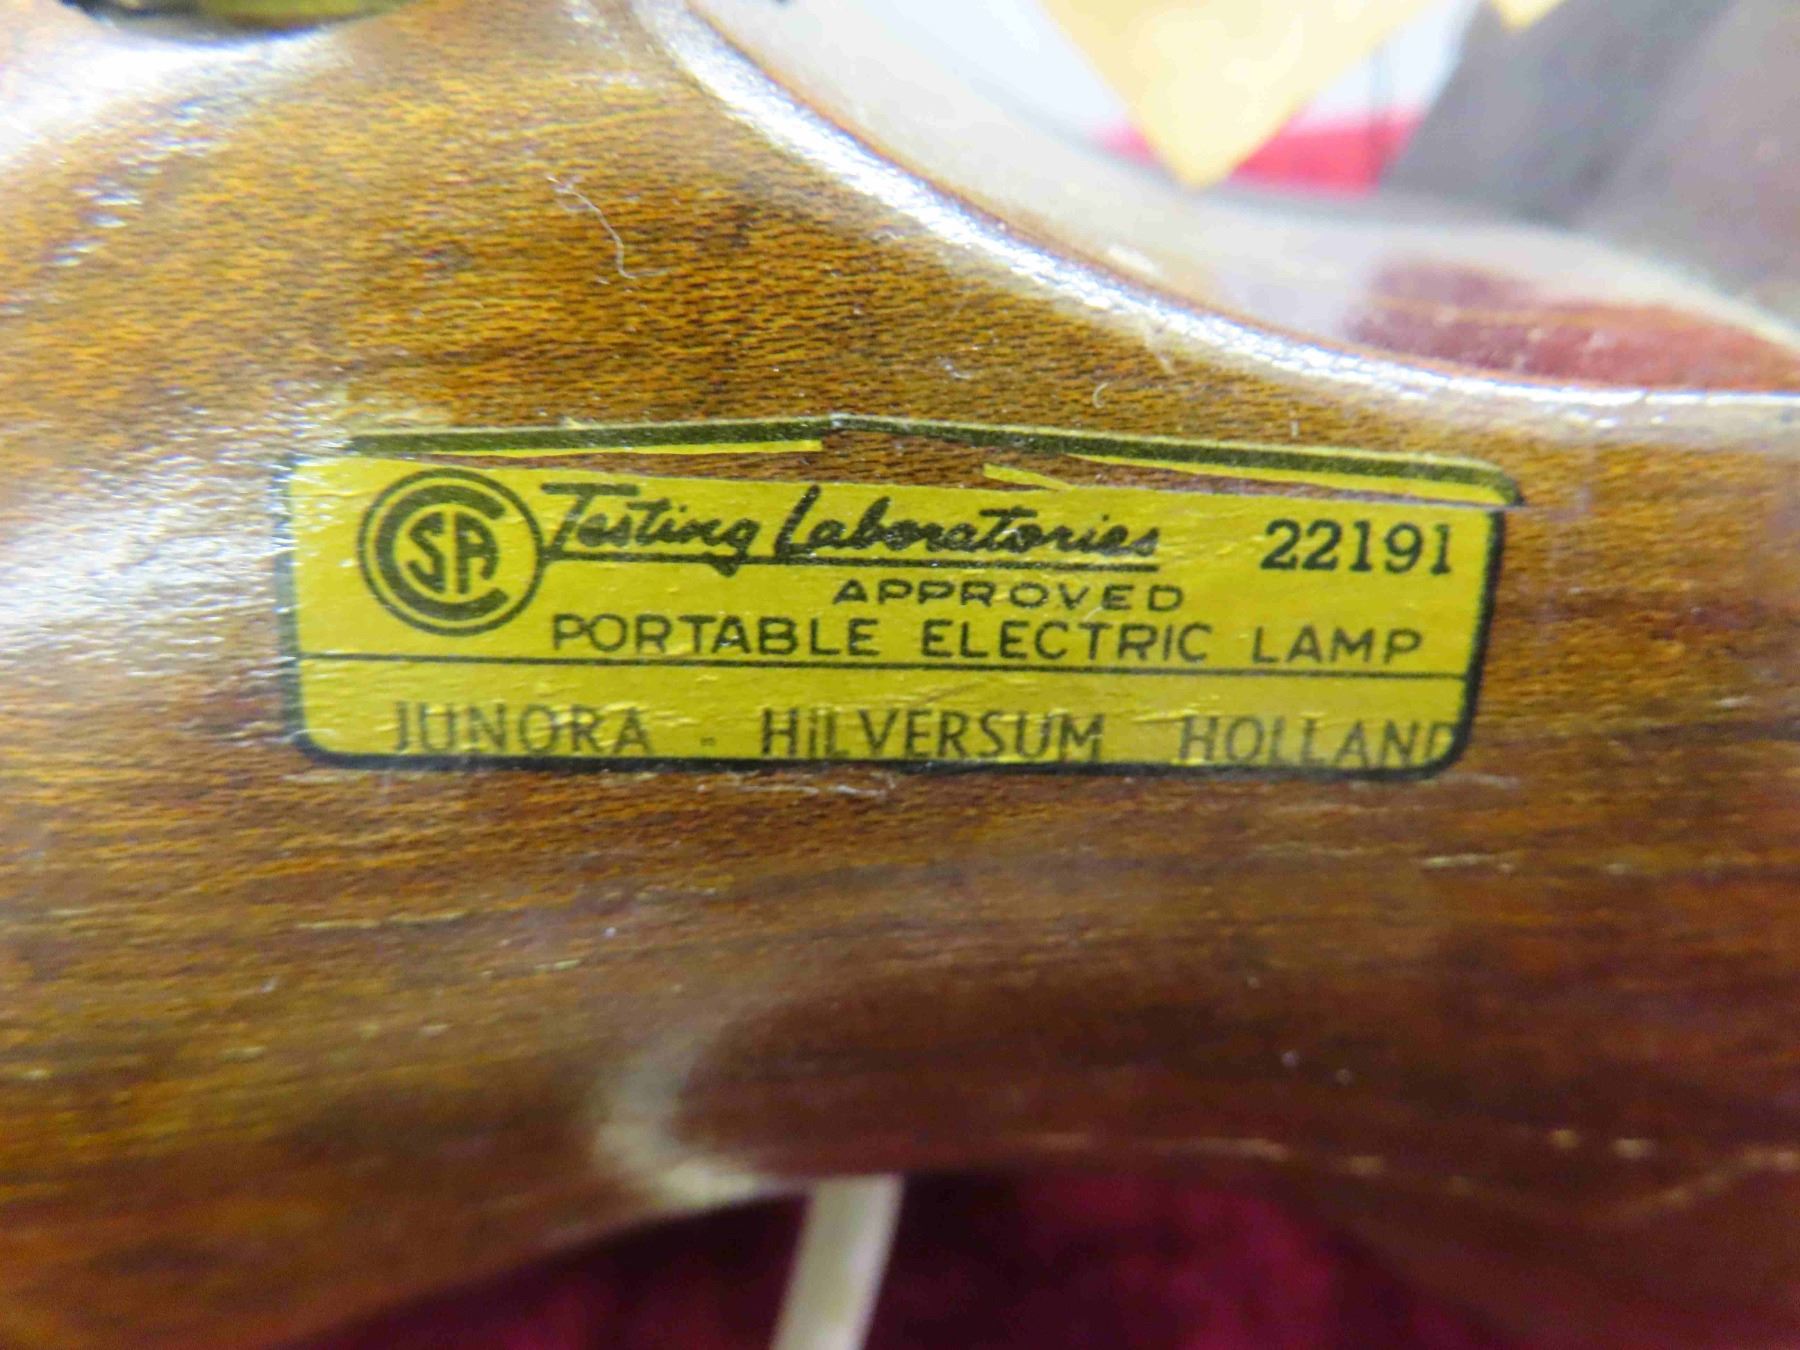 CSA Testing Laboratories 22191
APPROVED
PORTABLE ELECTRIC LAMP
JUNORA - HiLVERSUM HOLLAND